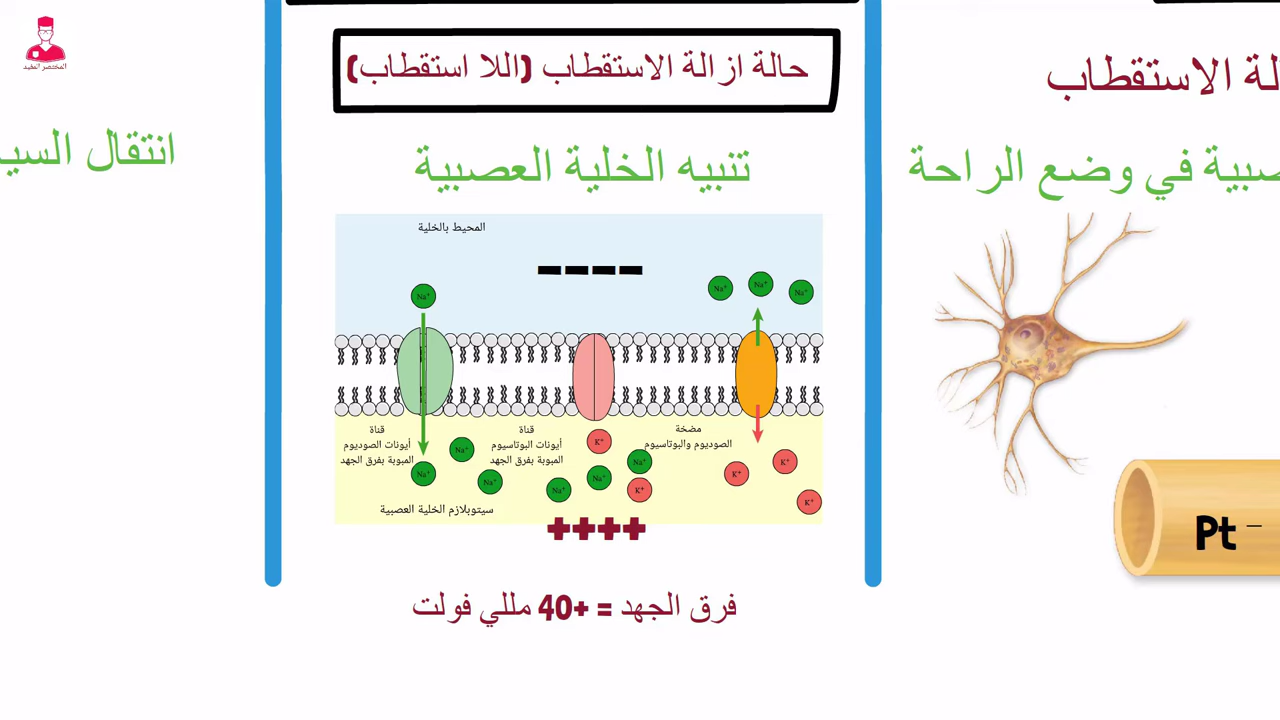 المختصر المفيد
لة الاستقطاب
صبية في وضع الراحة
Pt –
حالة ازالة الاستقطاب (اللا استقطاب)
تنبيه الخلية العصبية
المحيط بالخلية
– – – –
Na⁺
Na⁺ Na⁺ Na⁺
مضخة
الصوديوم والبوتاسيوم
قناة
أيونات البوتاسيوم
المبوبة بفرق الجهد
قناة
أيونات الصوديوم
المبوبة بفرق الجهد
K⁺
Na⁺ Na⁺ K⁺
Na⁺ K⁺
Na⁺ Na⁺ Na⁺ K⁺ K⁺
سيتوبلازم الخلية العصبية
++++
فرق الجهد = +40 مللي فولت
انتقال السي